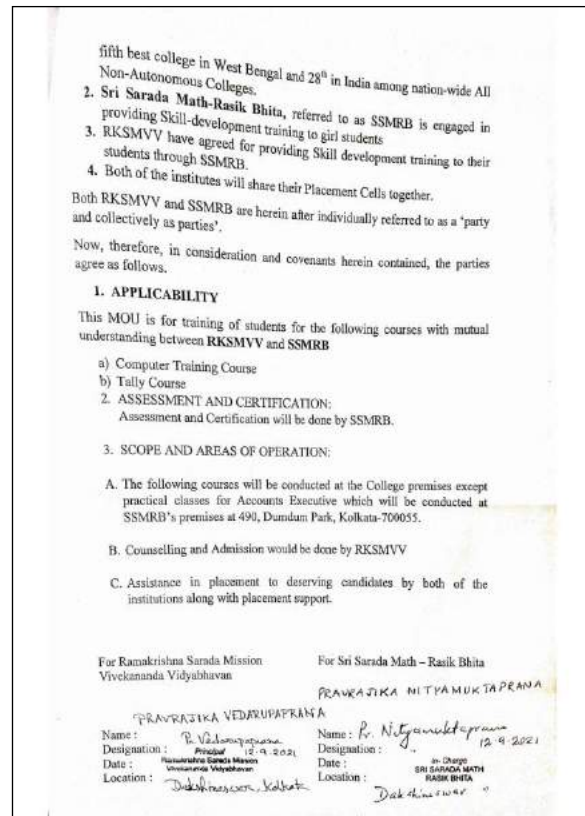 fifth best college in West Bengal and 28th in India among nation-wide All
Non-Autonomous Colleges.
2. Sri Sarada Math-Rasik Bhita, referred to as SSMRB is engaged in
providing Skill-development training to girl students
3. RKSMVV have agreed for providing Skill development training to their
students through SSMRB.
4. Both of the institutes will share their Placement Cells together.
Both RKSMVV and SSMRB are herein after individually referred to as a 'party
and collectively as parties'.
Now, therefore, in consideration and covenants herein contained, the parties
agree as follows.
1. APPLICABILITY
This MOU is for training of students for the following courses with mutual
understanding between RKSMVV and SSMRB
a) Computer Training Course
b) Tally Course
2. ASSESSMENT AND CERTIFICATION:
Assessment and Certification will be done by SSMRB.
3. SCOPE AND AREAS OF OPERATION:
A. The following courses will be conducted at the College premises except
practical classes for Accounts Executive which will be conducted at
SSMRB's premises at 490, Dumdum Park, Kolkata-700055.
B. Counselling and Admission would be done by RKSMVV
C. Assistance in placement to deserving candidates by both of the
institutions along with placement support.
For Ramakrishna Sarada Mission
Vivekananda Vidyabhavan
PRAVRAJIKA VEDARUPAPRANA
Name : Pr. Vedarupaprana
Designation : Principal 12-9-2021
Date : Ramakrishna Sarada Mission
Vivekananda Vidyabhavan
Location : Dakshineswar, Kolkata
For Sri Sarada Math – Rasik Bhita
PRAVRAJIKA NITYAMUKTAPRANA
Name : Pr. Nityamuktaprana
Designation : 12-9-2021
Date : In-Charge
SRI SARADA MATH
Location : RASIK BHITA
Dakshineswar